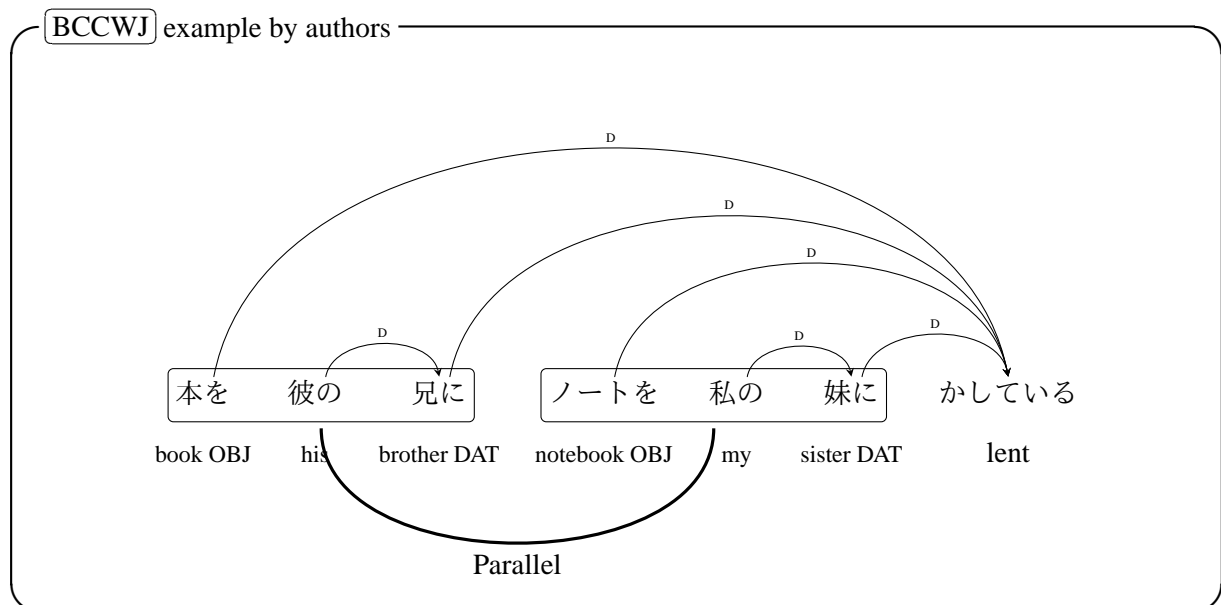 BCCWJ example by authors
D
D
D
D D D
本を 彼の 兄に ノートを 私の 妹に かしている
book OBJ his brother DAT notebook OBJ my sister DAT lent
Parallel